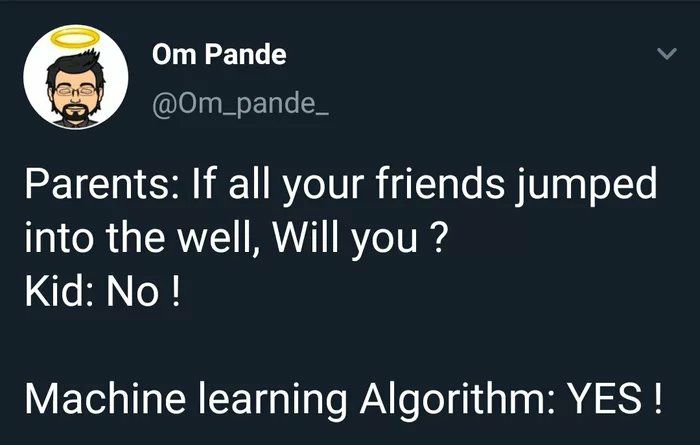 Om Pande
@Om_pande_
Parents: If all your friends jumped
into the well, Will you ?
Kid: No !
Machine learning Algorithm: YES !